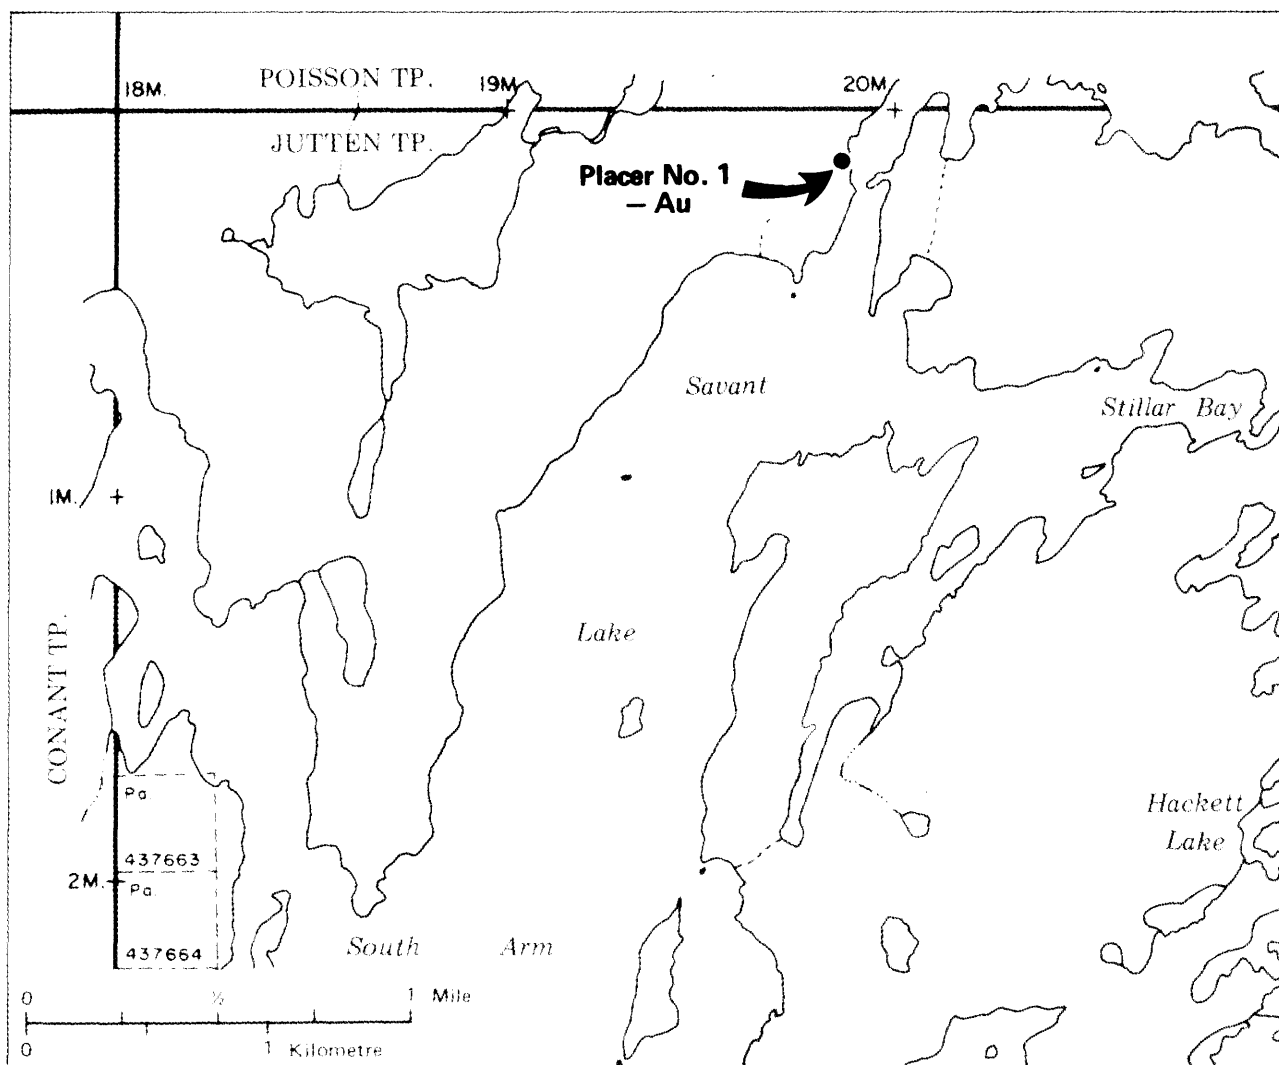 POISSON TP.
18M.
19M
20M
JUTTEN TP.
Placer No. 1
– Au
Savant
Stillar Bay
1M.
Lake
CONANT TP.
Pa
437663
Hackett
Lake
2M.
Pa.
437664
South Arm
0 ½ 1 Mile
0 1 Kilometre